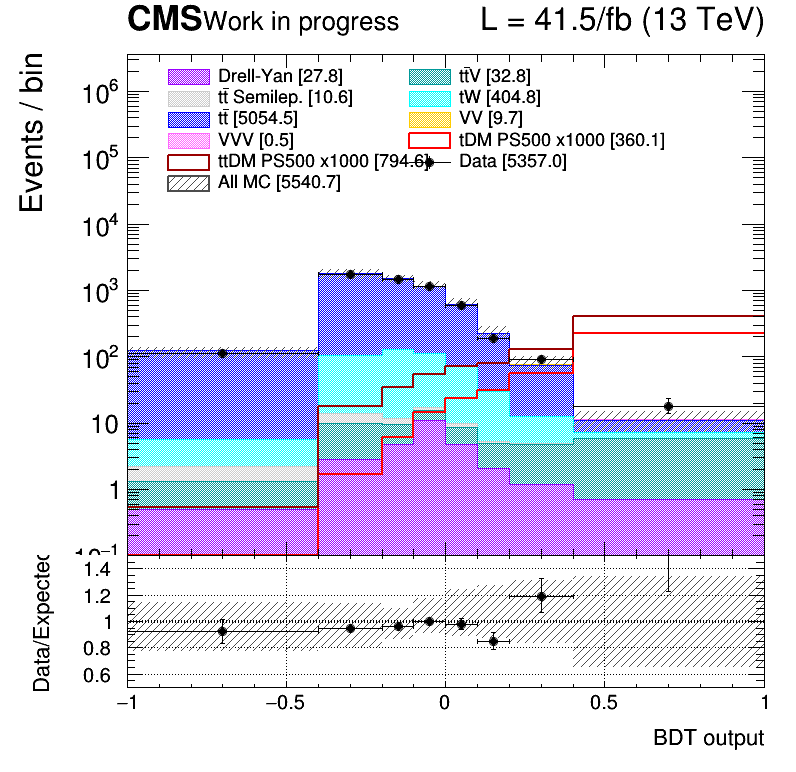 CMS Work in progress L = 41.5/fb (13 TeV)
Events / bin
Drell-Yan [27.8] tt̄V [32.8]
tt̄ Semilep. [10.6] tW [404.8]
tt̄ [5054.5] VV [9.7]
VVV [0.5] tDM PS500 x1000 [360.1]
ttDM PS500 x1000 [794.6] Data [5357.0]
All MC [5540.7]
10⁶
10⁵
10⁴
10³
10²
10
1
10⁻¹
Data/Expected
1.4
1.2
1
0.8
0.6
−1 −0.5 0 0.5 1
BDT output